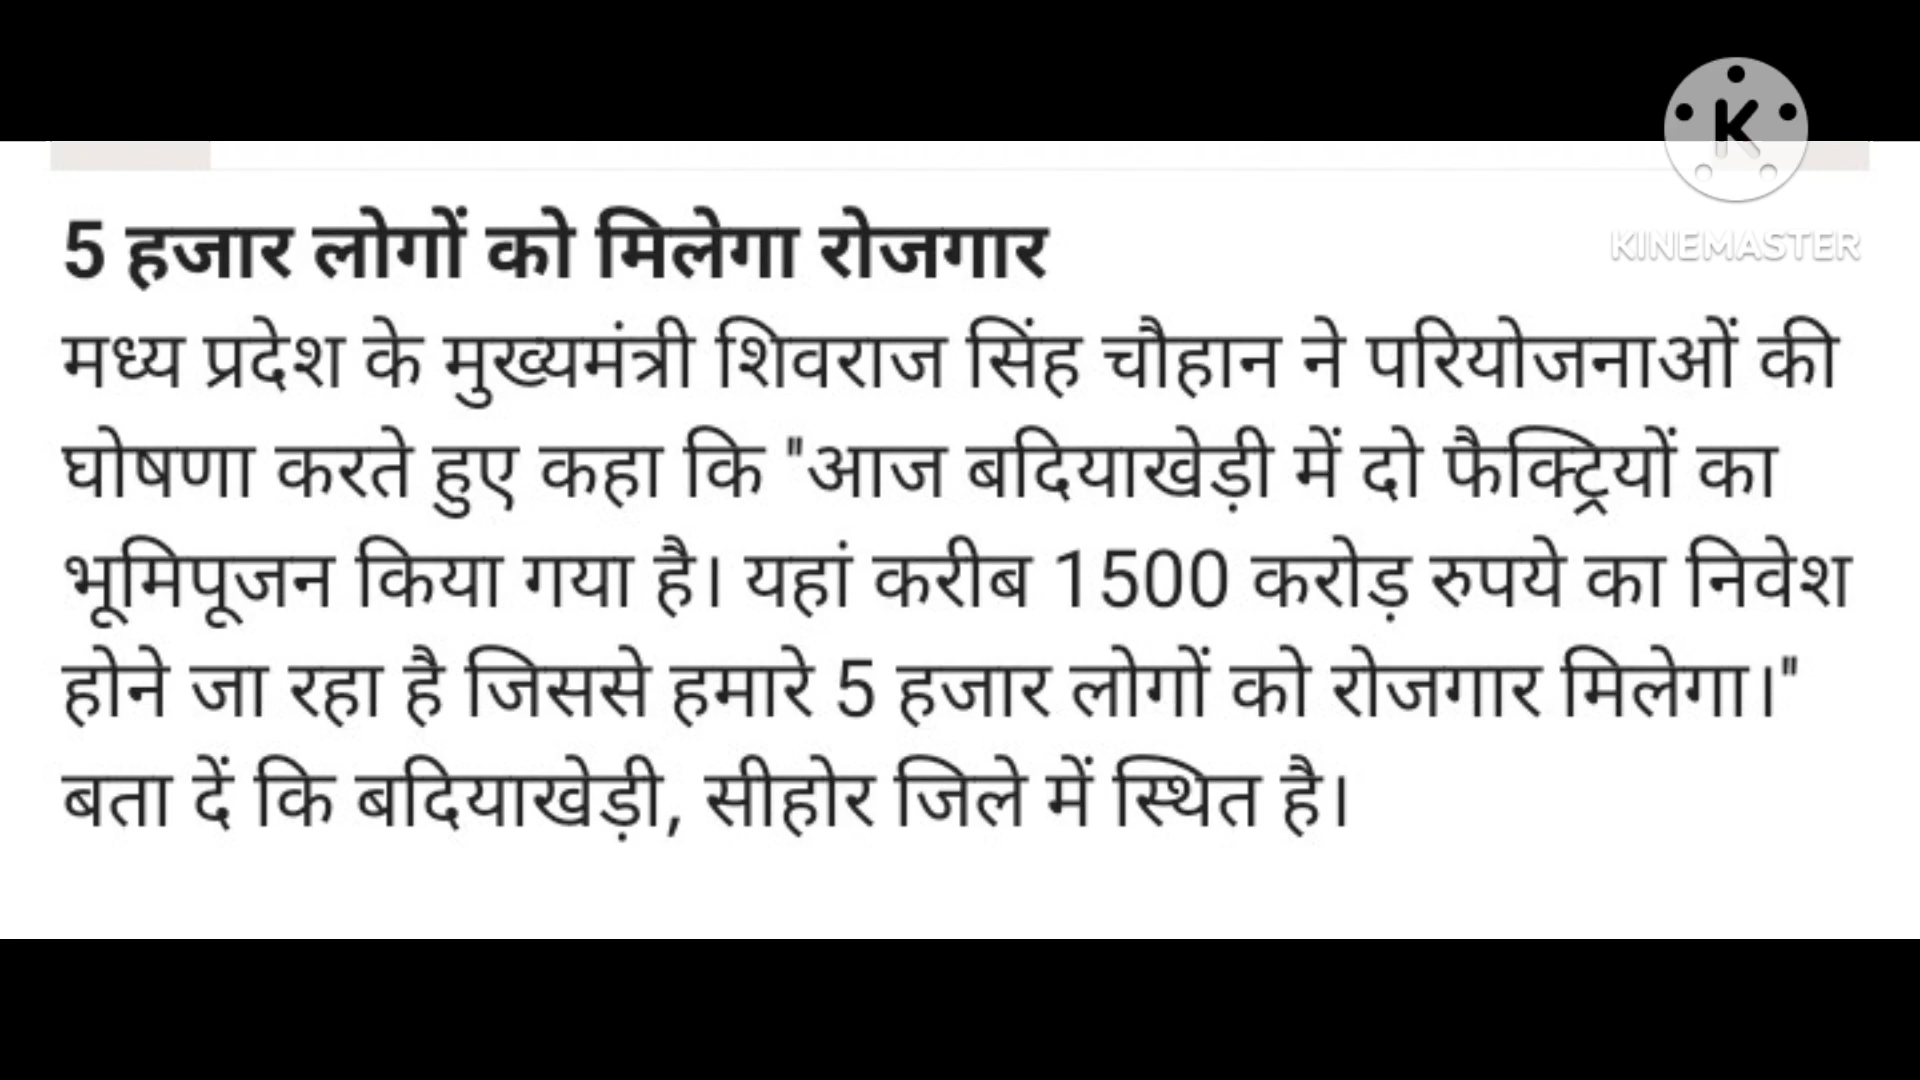 K
KINEMASTER
5 हजार लोगों को मिलेगा रोजगार
मध्य प्रदेश के मुख्यमंत्री शिवराज सिंह चौहान ने परियोजनाओं की
घोषणा करते हुए कहा कि "आज बदियाखेड़ी में दो फैक्ट्रियों का
भूमिपूजन किया गया है। यहां करीब 1500 करोड़ रुपये का निवेश
होने जा रहा है जिससे हमारे 5 हजार लोगों को रोजगार मिलेगा।"
बता दें कि बदियाखेड़ी, सीहोर जिले में स्थित है।